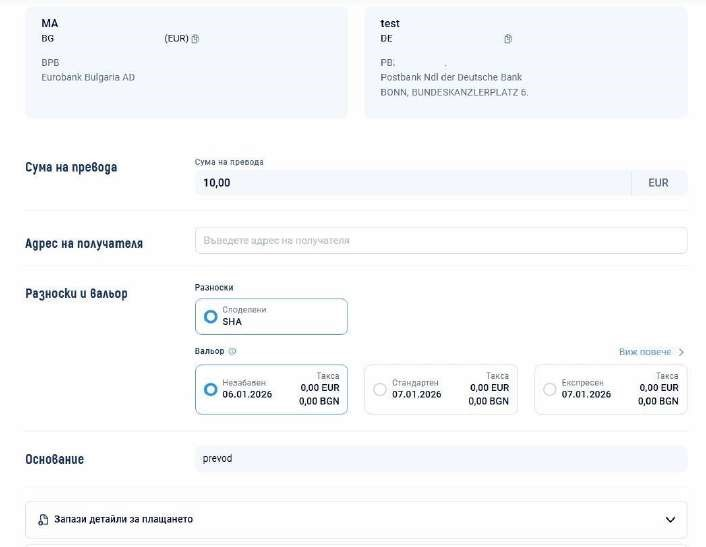 MA
BG (EUR)
BPB
Eurobank Bulgaria AD
test
DE
PB.
Postbank Ndl der Deutsche Bank
BONN, BUNDESKANZLERPLATZ 6.
Сума на превода
Сума на превода
10,00 EUR
Адрес на получателя
Въведете адрес на получателя
Разноски и вальор
Разноски
Споделени
SHA
Вальор
Виж повече
Незабавен
06.01.2026
Такса
0,00 EUR
0,00 BGN
Стандартен
07.01.2026
Такса
0,00 EUR
0,00 BGN
Експресен
07.01.2026
Такса
0,00 EUR
0,00 BGN
Основание
prevod
Запази детайли за плащането